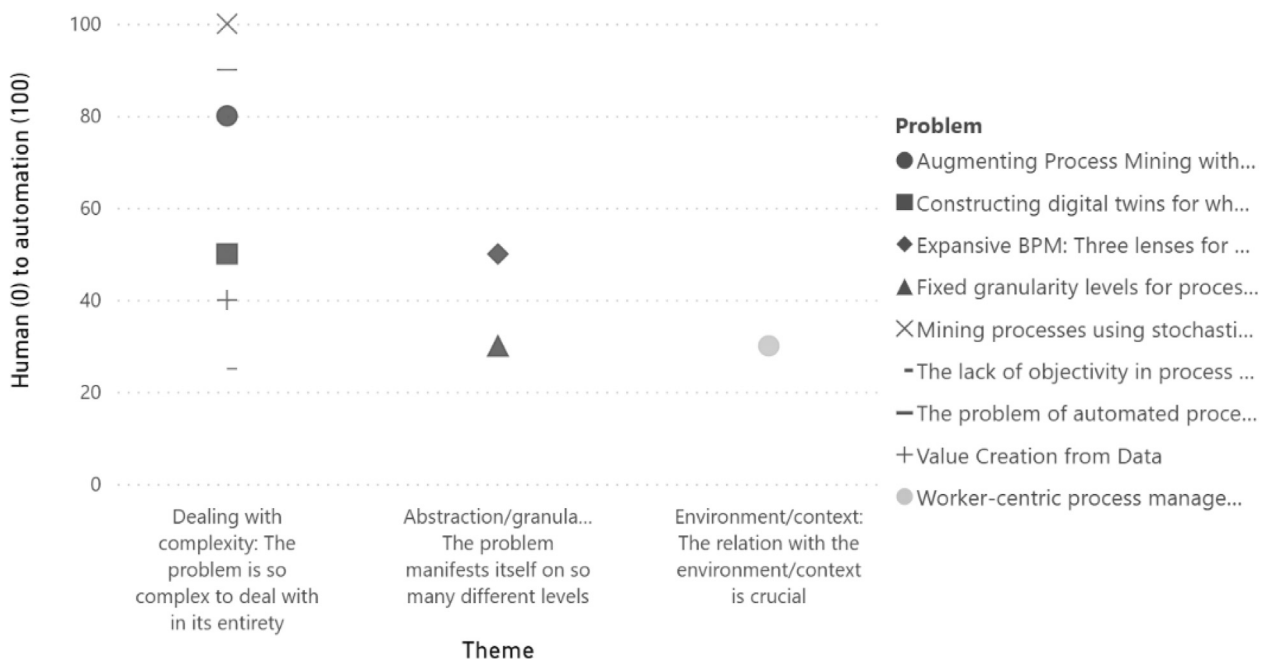 Human (0) to automation (100)
100
80
60
40
20
0
Dealing with
complexity: The
problem is so
complex to deal with
in its entirety
Abstraction/granula...
The problem
manifests itself on so
many different levels
Environment/context:
The relation with the
environment/context
is crucial
Theme
Problem
Augmenting Process Mining with...
Constructing digital twins for wh...
Expansive BPM: Three lenses for ...
Fixed granularity levels for proces...
Mining processes using stochasti...
The lack of objectivity in process ...
The problem of automated proce...
Value Creation from Data
Worker-centric process manage...